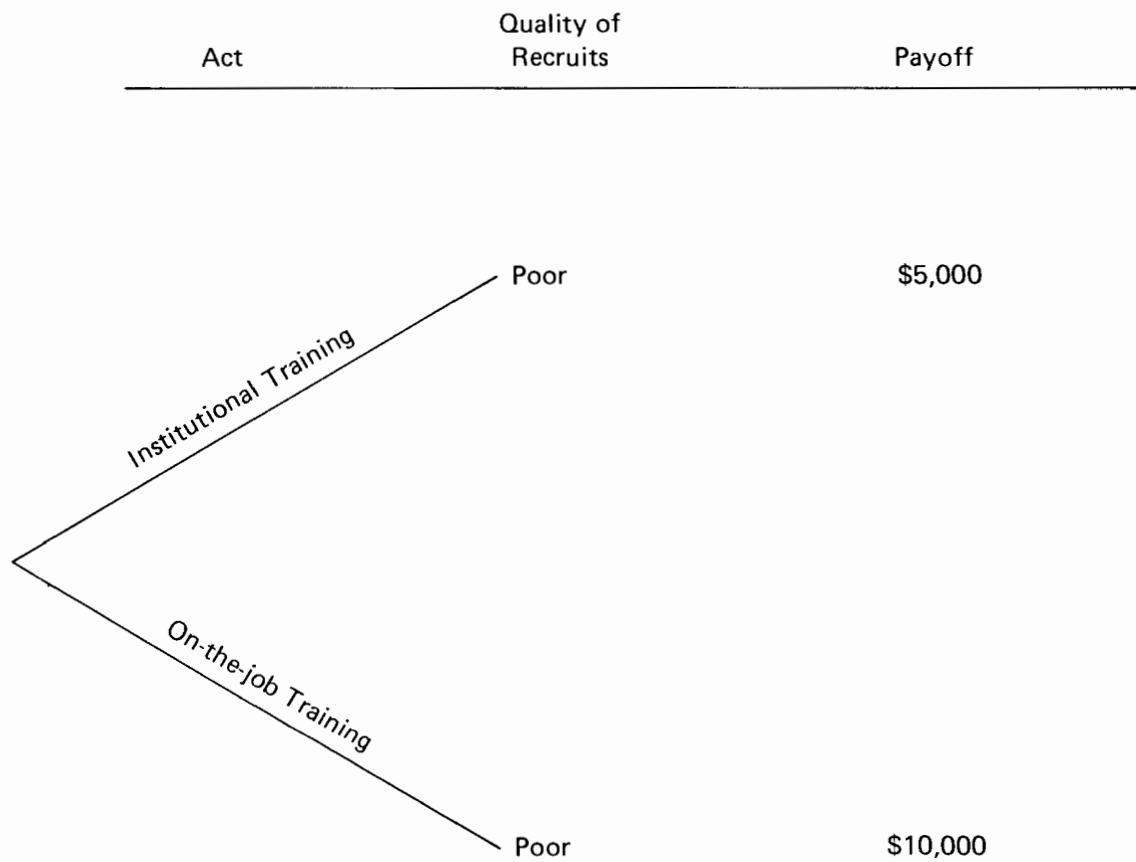 Act
Quality of
Recruits
Payoff
Poor
$5,000
Institutional Training
On-the-job Training
Poor
$10,000